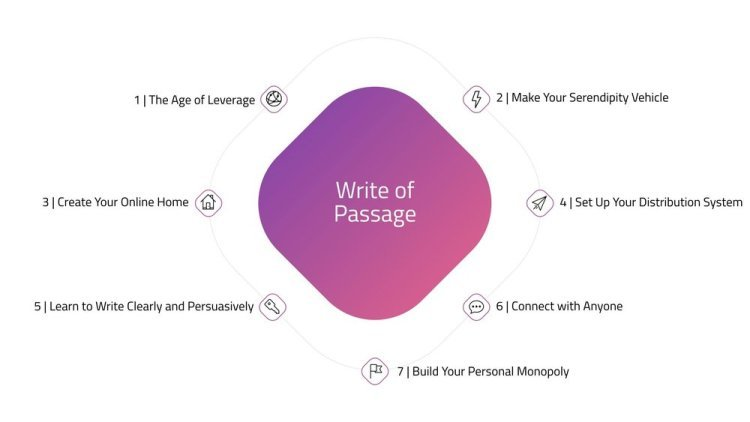 1 | The Age of Leverage
2 | Make Your Serendipity Vehicle
Write of
Passage
3 | Create Your Online Home
4 | Set Up Your Distribution System
5 | Learn to Write Clearly and Persuasively
6 | Connect with Anyone
7 | Build Your Personal Monopoly